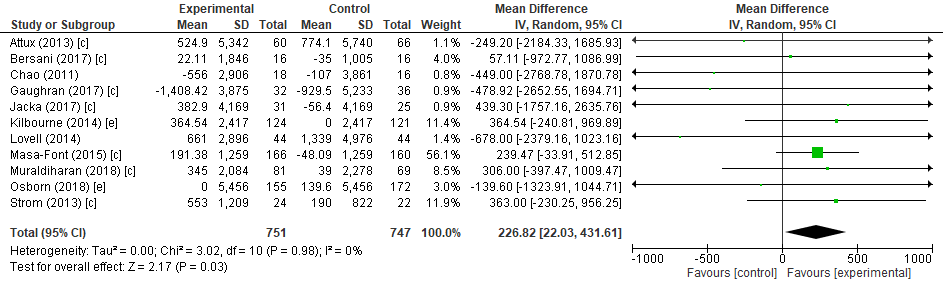 Experimental Control Mean Difference Mean Difference
Study or Subgroup Mean SD Total Mean SD Total Weight IV, Random, 95% CI IV, Random, 95% CI
Attux (2013) [c] 524.9 5,342 60 774.1 5,740 66 1.1% -249.20 [-2184.33, 1685.93]
Bersani (2017) [c] 22.11 1,846 16 -35 1,005 16 4.0% 57.11 [-972.77, 1086.99]
Chao (2011) -556 2,906 18 -107 3,861 16 0.8% -449.00 [-2768.78, 1870.78]
Gaughran (2017) [c] -1,408.42 3,875 32 -929.5 5,233 36 0.9% -478.92 [-2652.55, 1694.71]
Jacka (2017) [c] 382.9 4,169 31 -56.4 4,169 25 0.9% 439.30 [-1757.16, 2635.76]
Kilbourne (2014) [e] 364.54 2,417 124 0 2,417 121 11.4% 364.54 [-240.81, 969.89]
Lovell (2014) 661 2,896 44 1,339 4,976 44 1.4% -678.00 [-2379.16, 1023.16]
Masa-Font (2015) [c] 191.38 1,259 166 -48.09 1,259 160 56.1% 239.47 [-33.91, 512.85]
Muraldiharan (2018) [c] 345 2,084 81 39 2,278 69 8.5% 306.00 [-397.47, 1009.47]
Osborn (2018) [e] 0 5,456 155 139.6 5,456 172 3.0% -139.60 [-1323.91, 1044.71]
Strom (2013) [c] 553 1,209 24 190 822 22 11.9% 363.00 [-230.25, 956.25]
Total (95% CI) 751 747 100.0% 226.82 [22.03, 431.61]
Heterogeneity: Tau² = 0.00; Chi² = 3.02, df = 10 (P = 0.98); I² = 0%
Test for overall effect: Z = 2.17 (P = 0.03)
-1000 -500 0 500 1000
Favours [control] Favours [experimental]